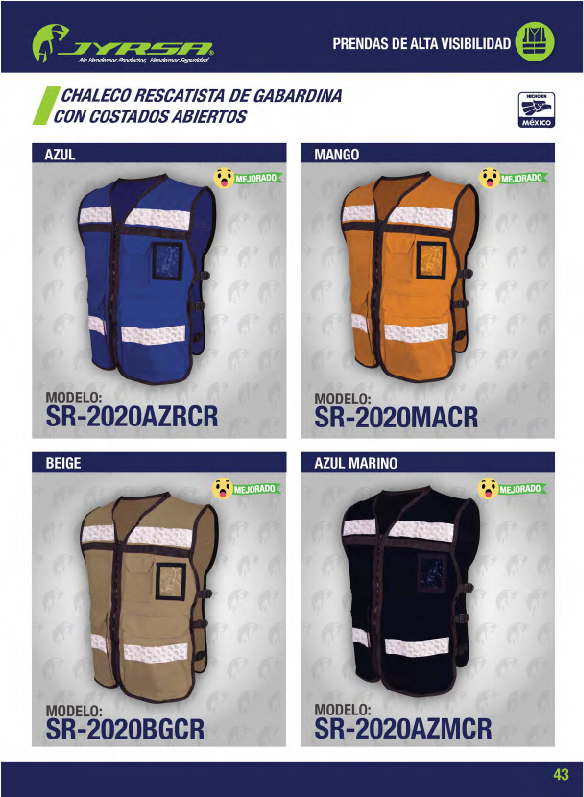 JYRSA®
No Vendemos Productos, Vendemos Seguridad
PRENDAS DE ALTA VISIBILIDAD
CHALECO RESCATISTA DE GABARDINA
CON COSTADOS ABIERTOS
HECHO EN
MÉXICO
AZUL
MEJORADO
MODELO:
SR-2020AZRCR
MANGO
MEJORADO
MODELO:
SR-2020MACR
BEIGE
MEJORADO
MODELO:
SR-2020BGCR
AZUL MARINO
MEJORADO
MODELO:
SR-2020AZMCR
43